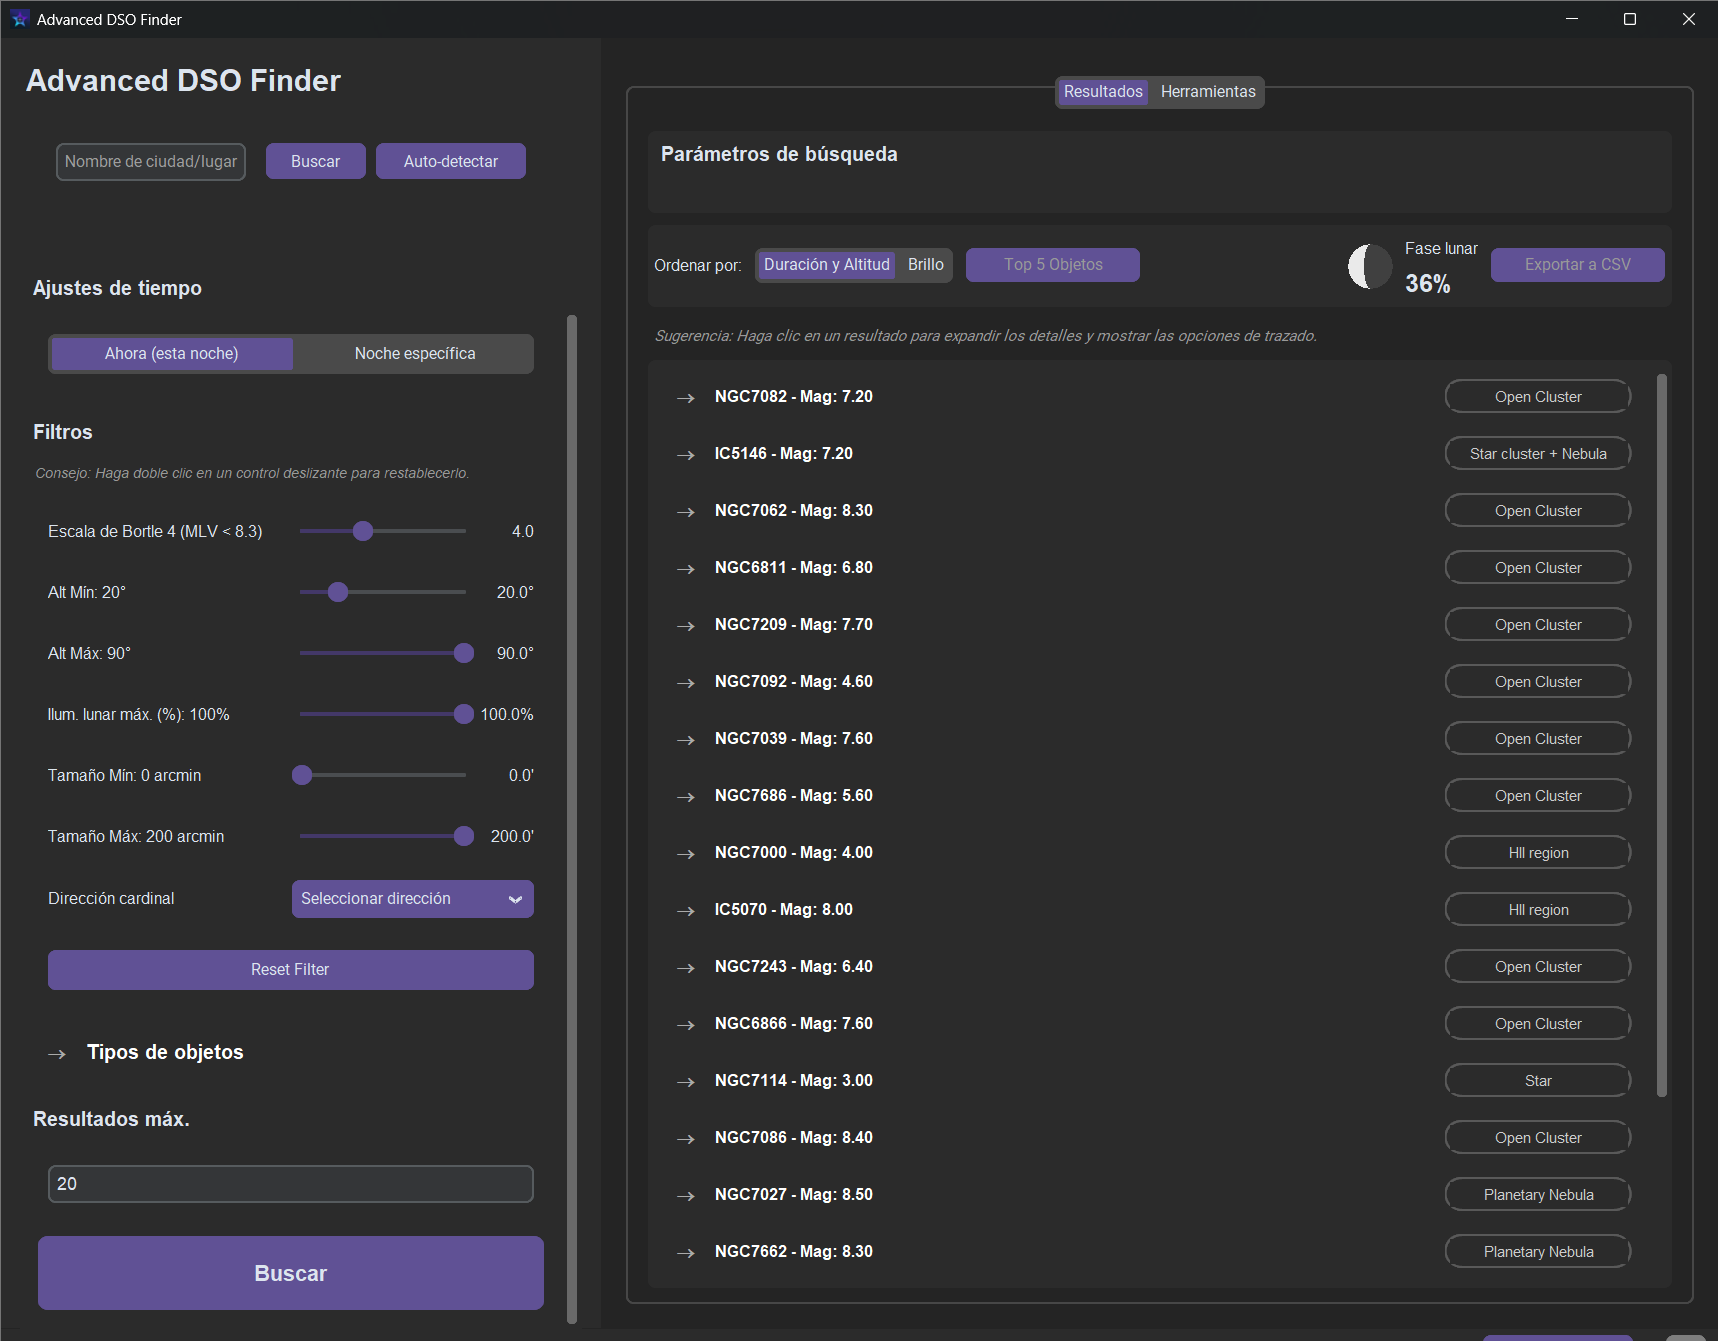 Advanced DSO Finder
Advanced DSO Finder
Nombre de ciudad/lugar
Buscar
Auto-detectar
Ajustes de tiempo
Ahora (esta noche)
Noche específica
Filtros
Consejo: Haga doble clic en un control deslizante para restablecerlo.
Escala de Bortle 4 (MLV < 8.3) 4.0
Alt Mín: 20° 20.0°
Alt Máx: 90° 90.0°
Ilum. lunar máx. (%): 100% 100.0%
Tamaño Mín: 0 arcmin 0.0'
Tamaño Máx: 200 arcmin 200.0'
Dirección cardinal Seleccionar dirección
Reset Filter
→ Tipos de objetos
Resultados máx.
20
Buscar
Resultados Herramientas
Parámetros de búsqueda
Ordenar por: Duración y Altitud Brillo Top 5 Objetos
Fase lunar
36%
Exportar a CSV
Sugerencia: Haga clic en un resultado para expandir los detalles y mostrar las opciones de trazado.
→ NGC7082 - Mag: 7.20 Open Cluster
→ IC5146 - Mag: 7.20 Star cluster + Nebula
→ NGC7062 - Mag: 8.30 Open Cluster
→ NGC6811 - Mag: 6.80 Open Cluster
→ NGC7209 - Mag: 7.70 Open Cluster
→ NGC7092 - Mag: 4.60 Open Cluster
→ NGC7039 - Mag: 7.60 Open Cluster
→ NGC7686 - Mag: 5.60 Open Cluster
→ NGC7000 - Mag: 4.00 HII region
→ IC5070 - Mag: 8.00 HII region
→ NGC7243 - Mag: 6.40 Open Cluster
→ NGC6866 - Mag: 7.60 Open Cluster
→ NGC7114 - Mag: 3.00 Star
→ NGC7086 - Mag: 8.40 Open Cluster
→ NGC7027 - Mag: 8.50 Planetary Nebula
→ NGC7662 - Mag: 8.30 Planetary Nebula